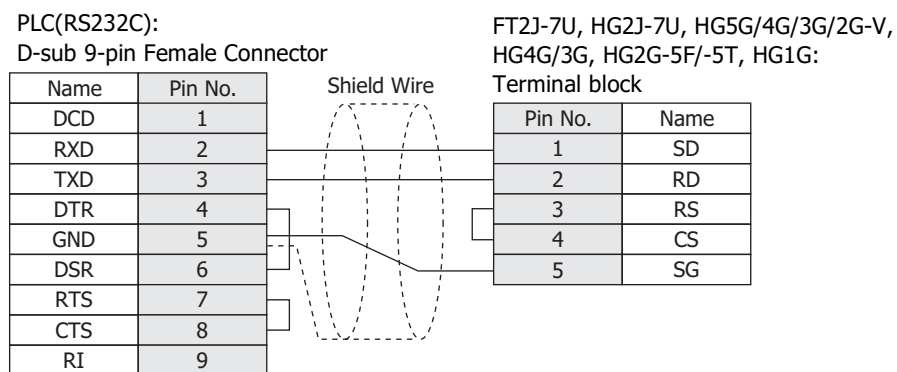 PLC(RS232C):
D-sub 9-pin Female Connector
FT2J-7U, HG2J-7U, HG5G/4G/3G/2G-V,
HG4G/3G, HG2G-5F/-5T, HG1G:
Terminal block
Shield Wire
Name Pin No.
DCD 1
RXD 2
TXD 3
DTR 4
GND 5
DSR 6
RTS 7
CTS 8
RI 9
Pin No. Name
1 SD
2 RD
3 RS
4 CS
5 SG